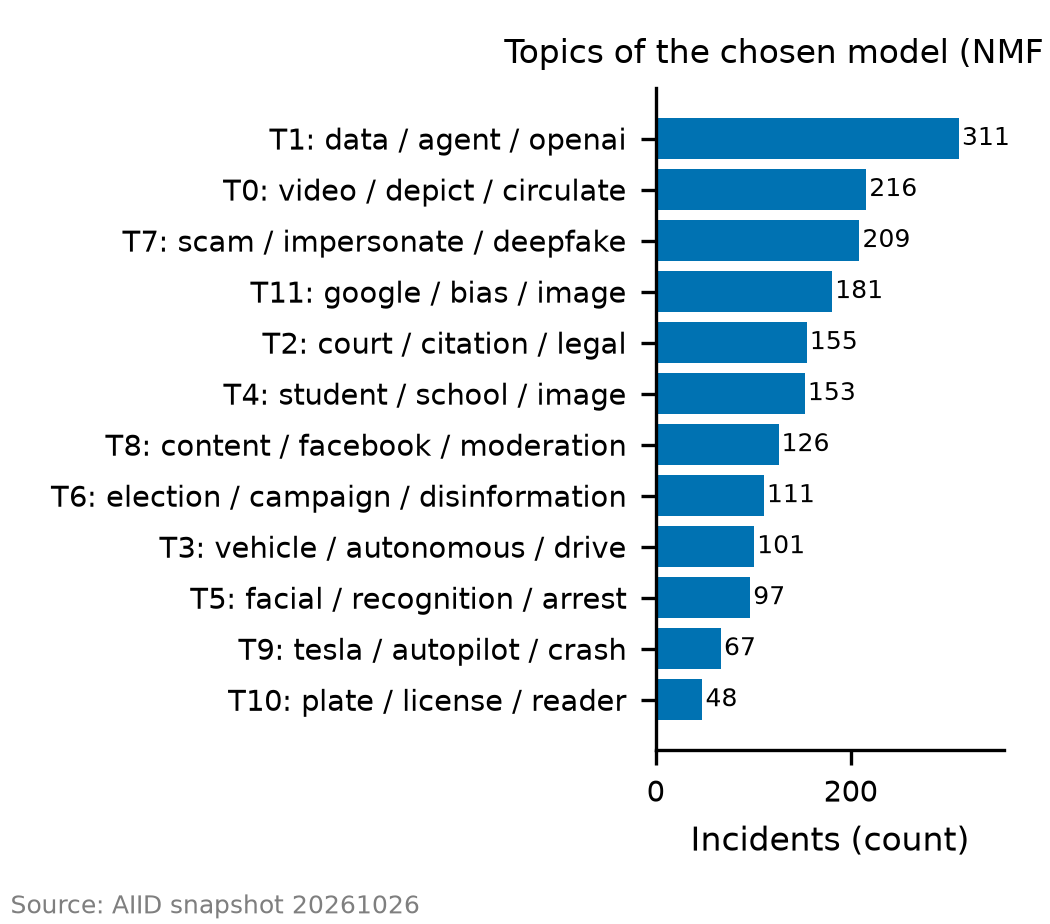 Topics of the chosen model (NMF
T1: data / agent / openai 311
T0: video / depict / circulate 216
T7: scam / impersonate / deepfake 209
T11: google / bias / image 181
T2: court / citation / legal 155
T4: student / school / image 153
T8: content / facebook / moderation 126
T6: election / campaign / disinformation 111
T3: vehicle / autonomous / drive 101
T5: facial / recognition / arrest 97
T9: tesla / autopilot / crash 67
T10: plate / license / reader 48
0 200
Incidents (count)
Source: AIID snapshot 20261026